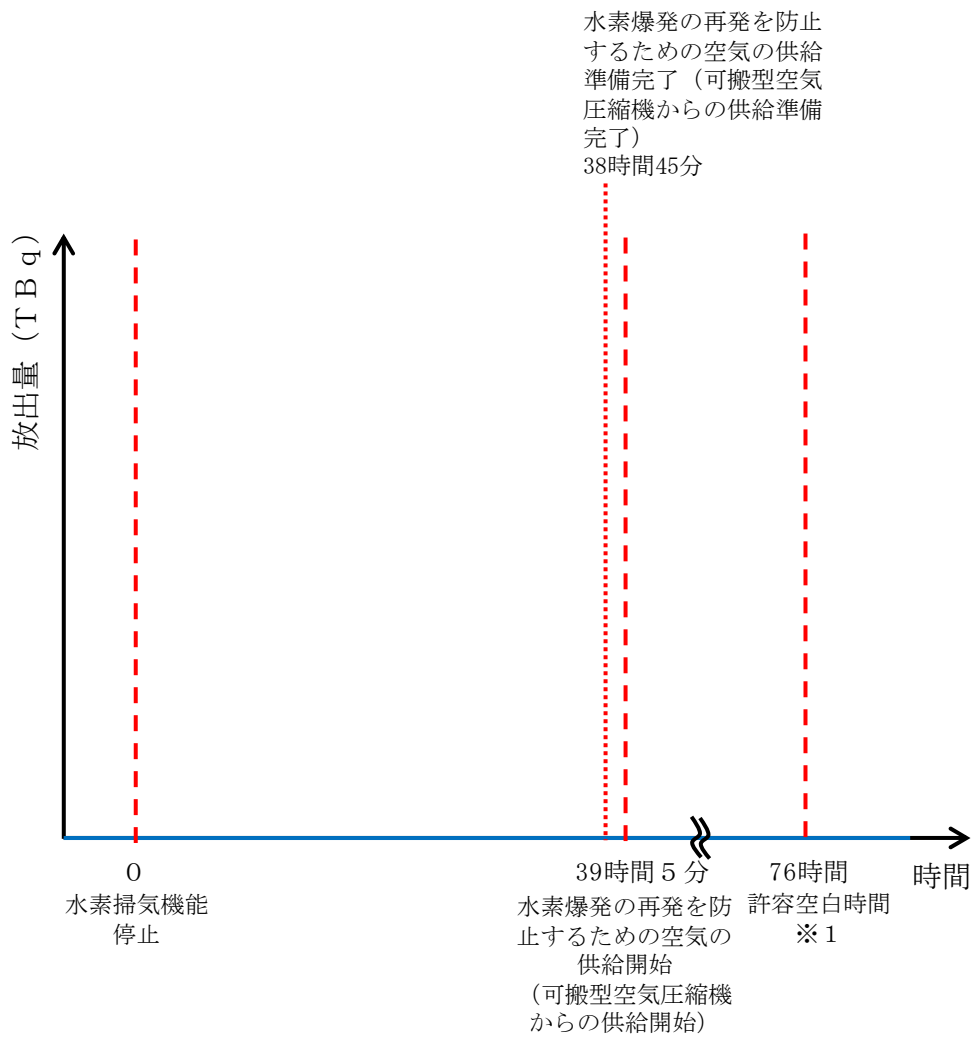 水素爆発の再発を防止
するための空気の供給
準備完了（可搬型空気
圧縮機からの供給準備
完了）
38時間45分
放出量（ＴＢｑ）
0
水素掃気機能
停止
39時間５分
水素爆発の再発を防
止するための空気の
供給開始
（可搬型空気圧縮機
からの供給開始）
76時間
許容空白時間
※１
時間